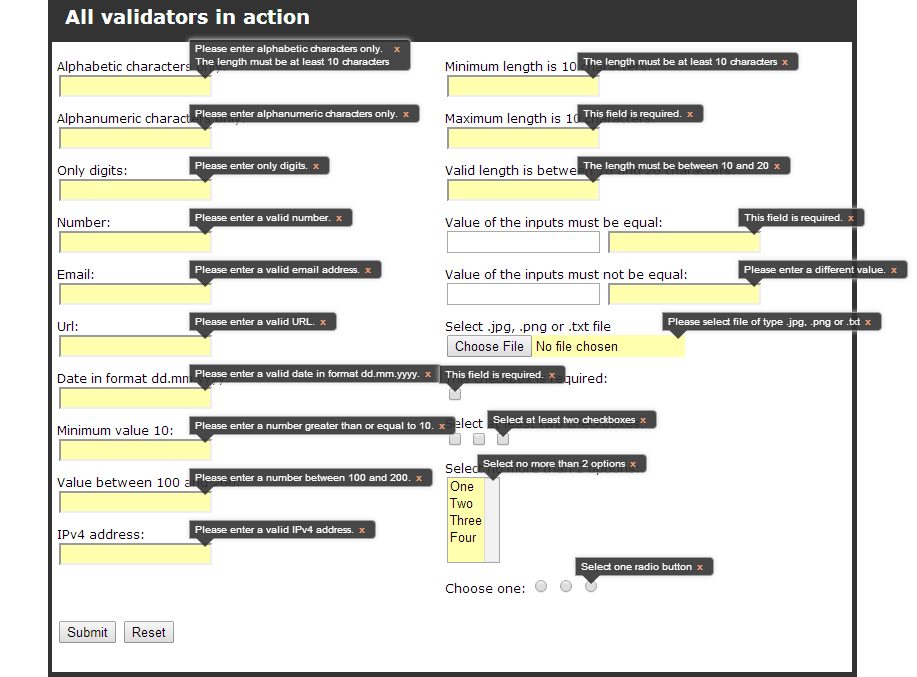 All validators in action
Please enter alphabetic characters only. x
The length must be at least 10 characters
Alphabetic characters only:
Please enter alphanumeric characters only. x
Alphanumeric charact
Please enter only digits. x
Only digits:
Please enter a valid number. x
Number:
Please enter a valid email address. x
Email:
Please enter a valid URL. x
Url:
Please enter a valid date in format dd.mm.yyyy. x
Date in format dd.mm.yyyy:
Please enter a number greater than or equal to 10. x
Minimum value 10:
Please enter a number between 100 and 200. x
Value between 100 a
Please enter a valid IPv4 address. x
IPv4 address:
Submit Reset
The length must be at least 10 characters x
Minimum length is 10 characters
This field is required. x
Maximum length is 10
The length must be between 10 and 20 x
Valid length is betwe
This field is required. x
Value of the inputs must be equal:
Please enter a different value. x
Value of the inputs must not be equal:
Please select file of type .jpg, .png or .txt x
Select .jpg, .png or .txt file
Choose File No file chosen
This field is required. x
This checkbox is required:
Select at least two checkboxes x
Select
Select no more than 2 options x
Selec
One
Two
Three
Four
Select one radio button x
Choose one: